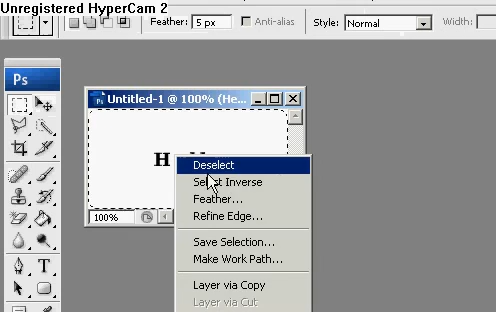 Unregistered HyperCam 2
Feather: 5 px Anti-alias Style: Normal Width:
Ps
Untitled-1 @ 100% (He...
H
Deselect
Select Inverse
Feather...
Refine Edge...
100%
Save Selection...
Make Work Path...
Layer via Copy
Layer via Cut
T